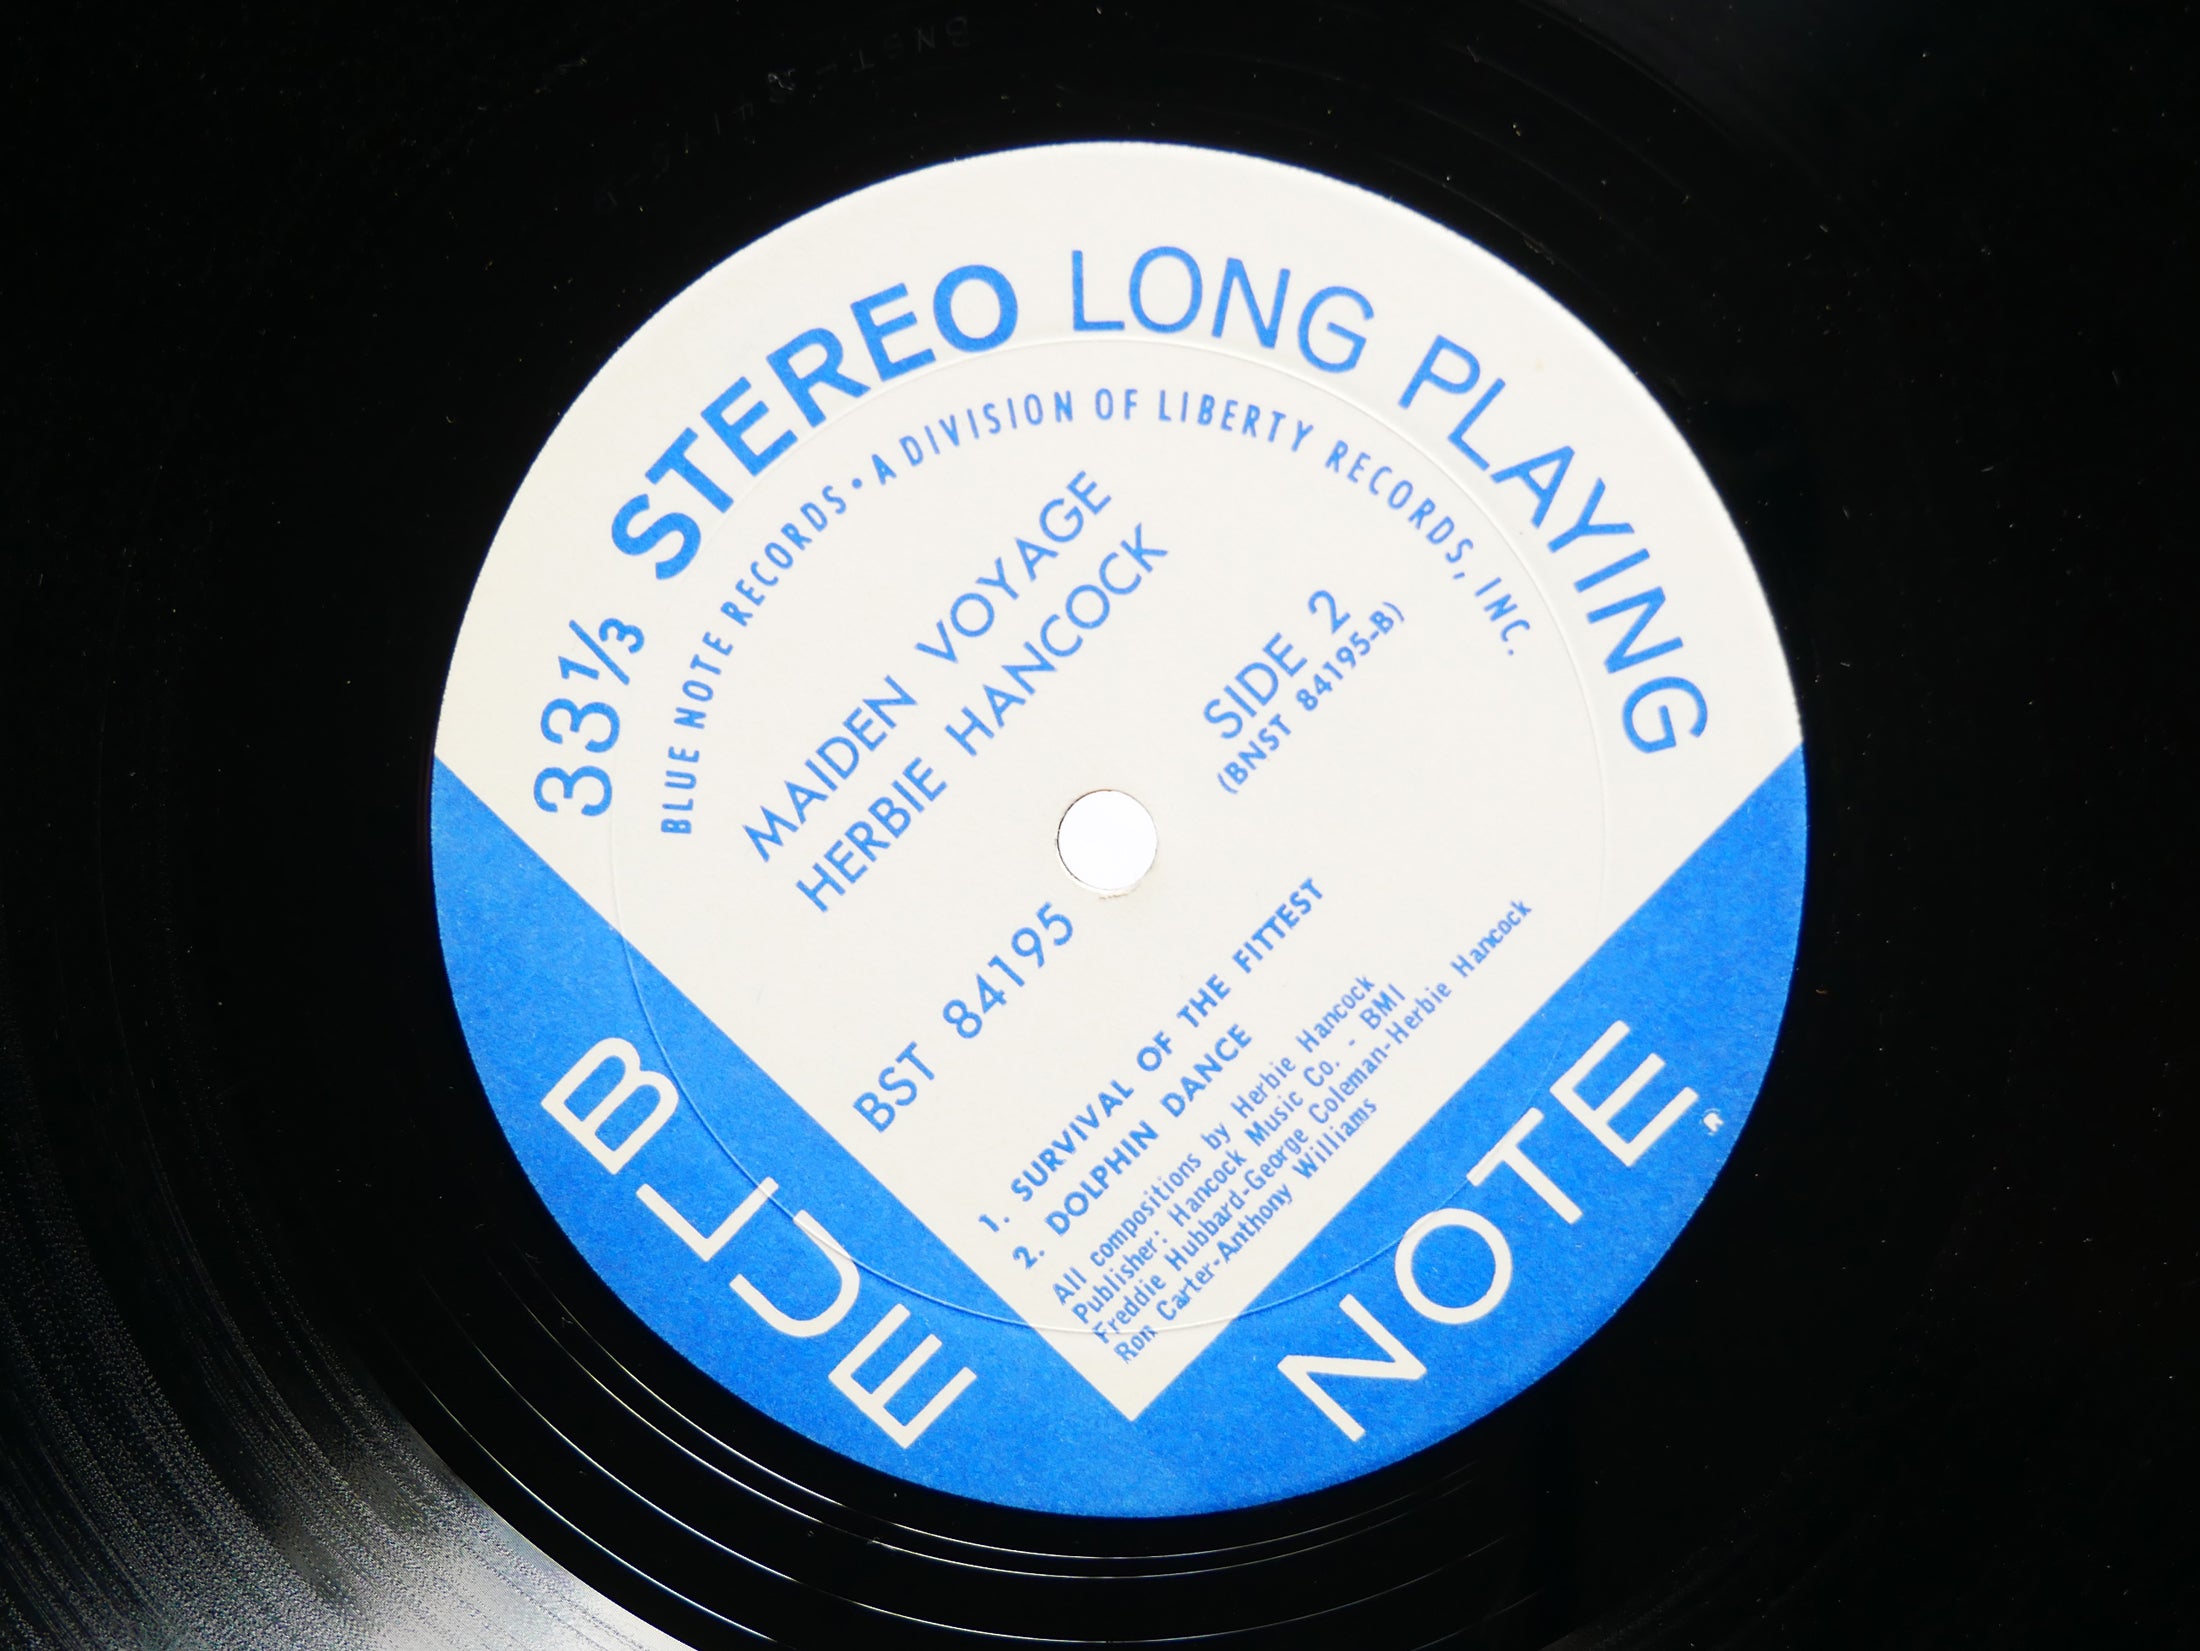 33⅓ STEREO LONG PLAYING
BLUE NOTE RECORDS • A DIVISION OF LIBERTY RECORDS, INC.
MAIDEN VOYAGE
HERBIE HANCOCK
SIDE 2
(BNST 84195-B)
BST 84195
1. SURVIVAL OF THE FITTEST
2. DOLPHIN DANCE
All compositions by Herbie Hancock
Publisher: Hancock Music Co. - BMI
Freddie Hubbard-George Coleman-Herbie Hancock
Ron Carter-Anthony Williams
BLUE NOTE ®
BNST-84195-B